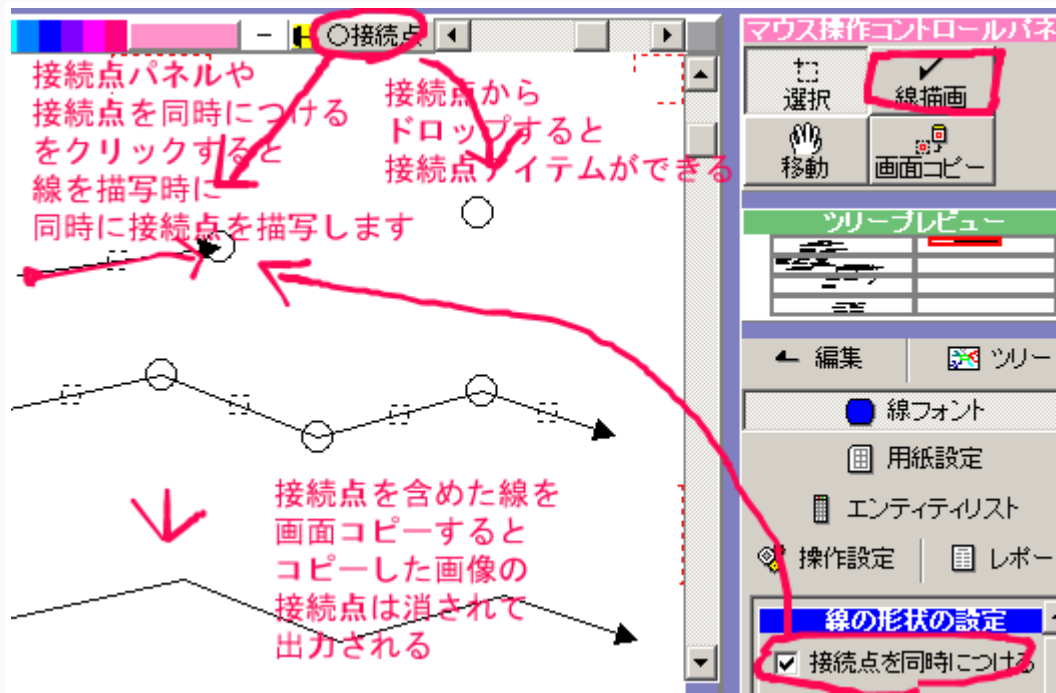 ○接続点
接続点パネルや
接続点を同時につける
をクリックすると
線を描写時に
同時に接続点を描写します
接続点から
ドロップすると
接続点アイテムができる
接続点を含めた線を
画面コピーすると
コピーした画像の
接続点は消されて
出力される
マウス操作コントロールパネ
選択
線描画
移動
画面コピー
ツリープレビュー
編集
ツリー
線フォント
用紙設定
エンティティリスト
操作設定
レポー
線の形状の設定
接続点を同時につける